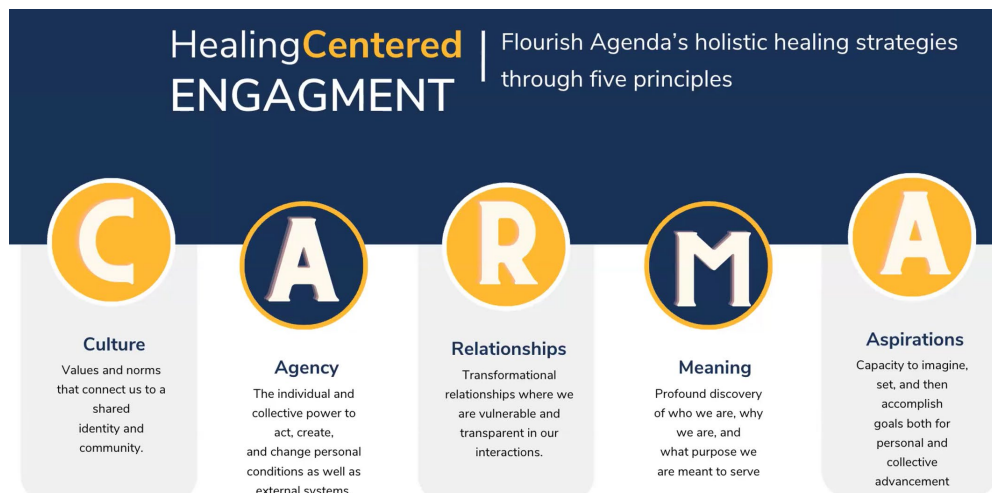 HealingCentered
ENGAGMENT
Flourish Agenda's holistic healing strategies
through five principles
C
A
R
M
A
Culture
Values and norms
that connect us to a
shared
identity and
community.
Agency
The individual and
collective power to
act, create,
and change personal
conditions as well as
external systems
Relationships
Transformational
relationships where we
are vulnerable and
transparent in our
interactions.
Meaning
Profound discovery
of who we are, why
we are, and
what purpose we
are meant to serve
Aspirations
Capacity to imagine,
set, and then
accomplish
goals both for
personal and
collective
advancement